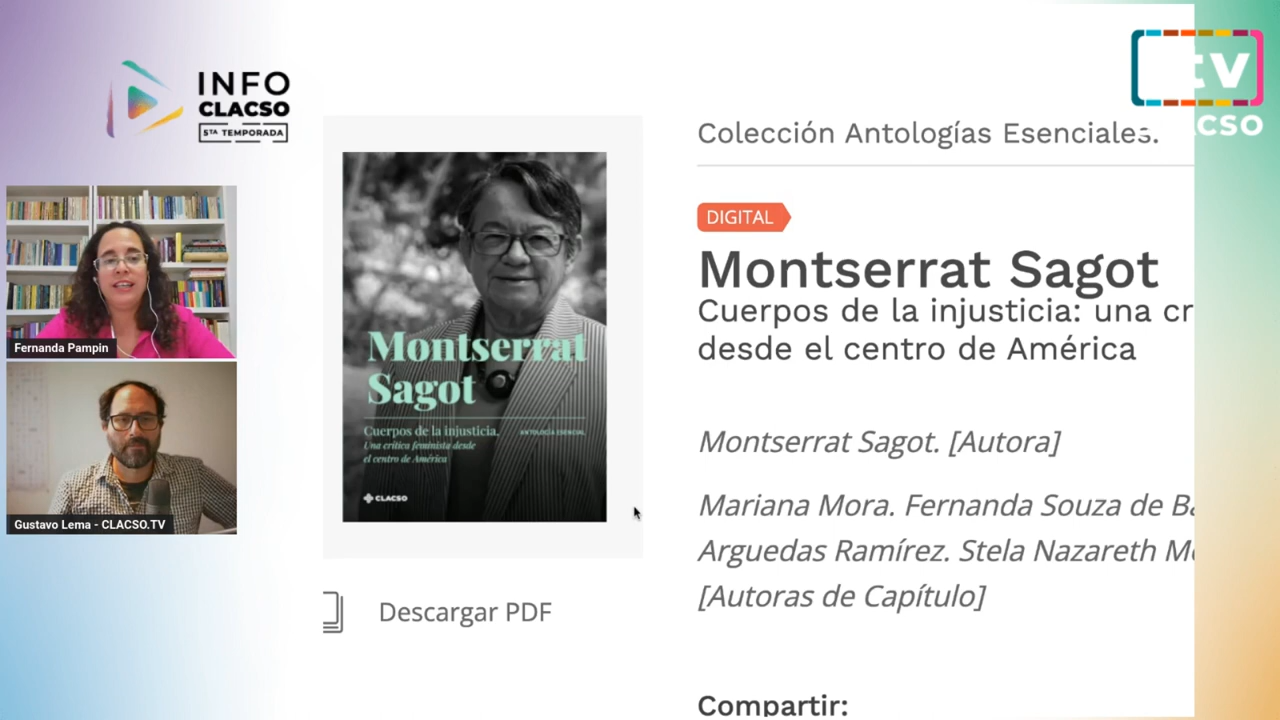 INFO
CLACSO
5TA TEMPORADA
Fernanda Pampin
Gustavo Lema - CLACSO.TV
Montserrat
Sagot
Cuerpos de la injusticia.
ANTOLOGÍA ESENCIAL
Una crítica feminista desde
el centro de América
CLACSO
Descargar PDF
Colección Antologías Esenciales.
DIGITAL
Montserrat Sagot
Cuerpos de la injusticia: una cr
desde el centro de América
Montserrat Sagot. [Autora]
Mariana Mora. Fernanda Souza de Ba
Arguedas Ramírez. Stela Nazareth Me
[Autoras de Capítulo]
Compartir:
tv
ACSO